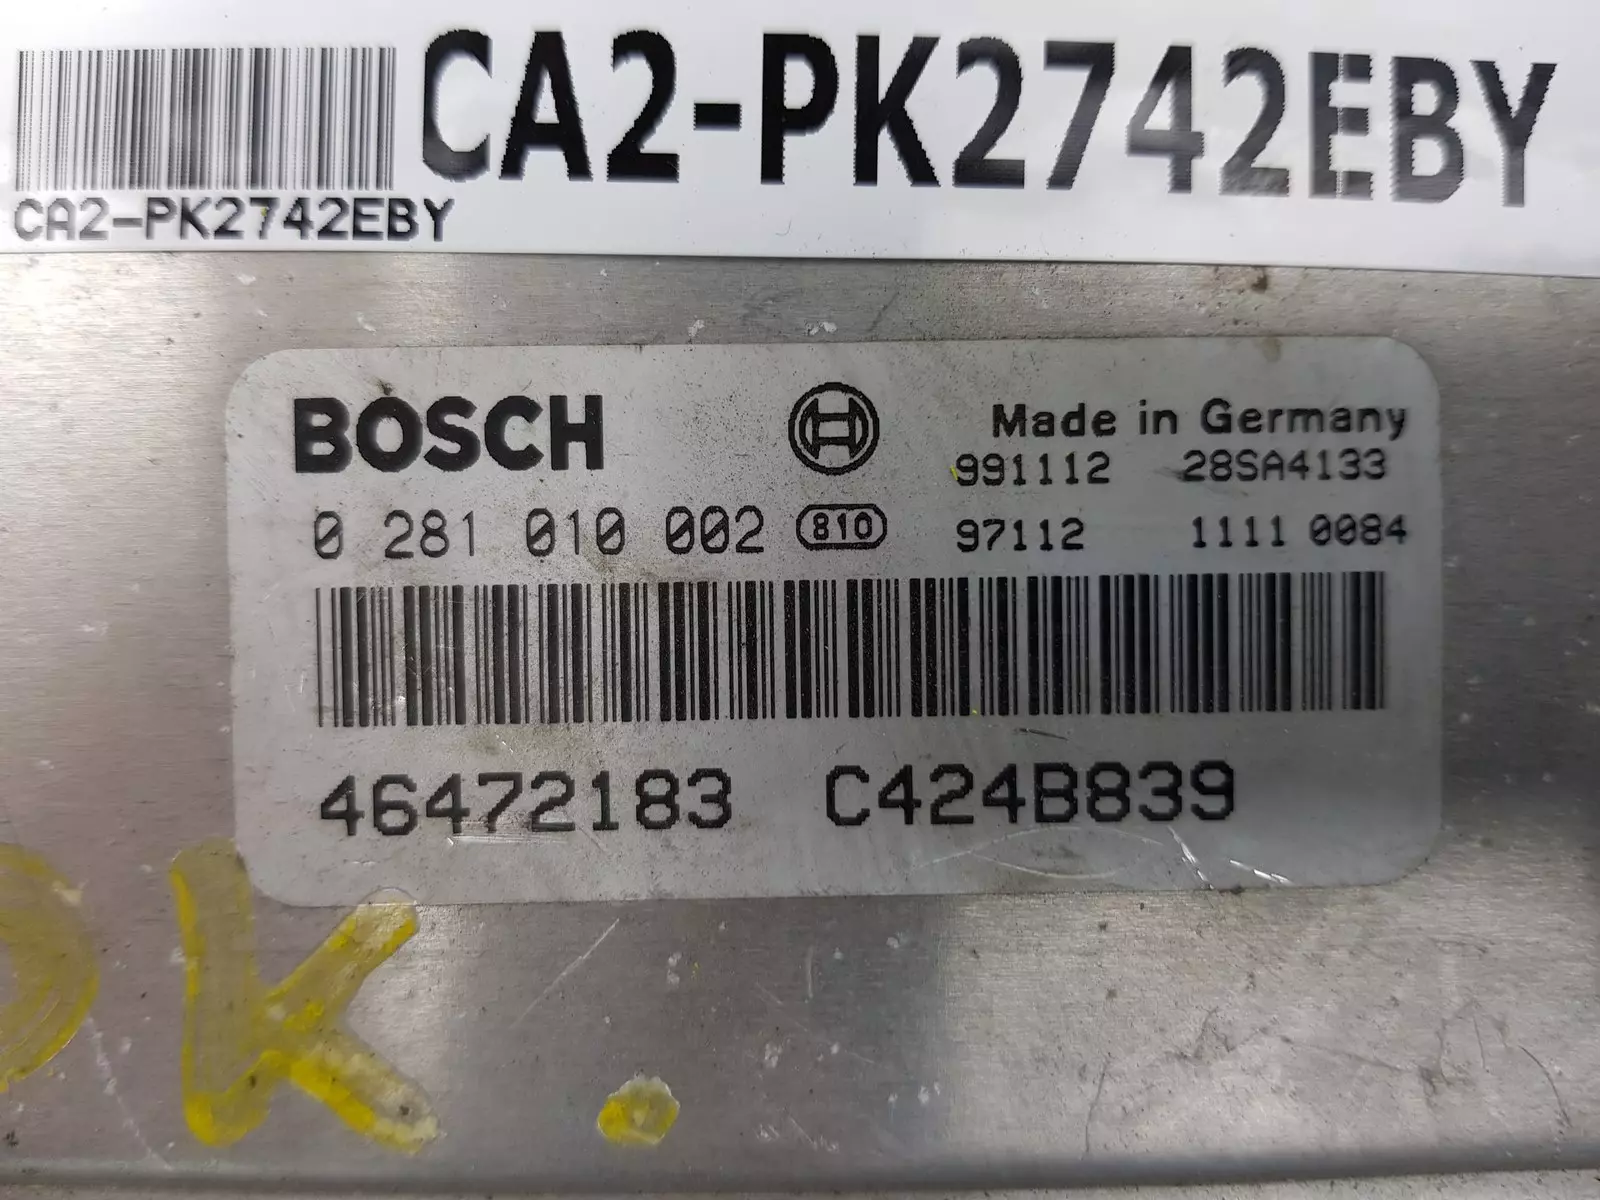 CA2-PK2742EBY
CA2-PK2742EBY
BOSCH
Made in Germany
991112 28SA4133
0 281 010 002 810 97112 1111 0084
46472183 C424B839
OK.